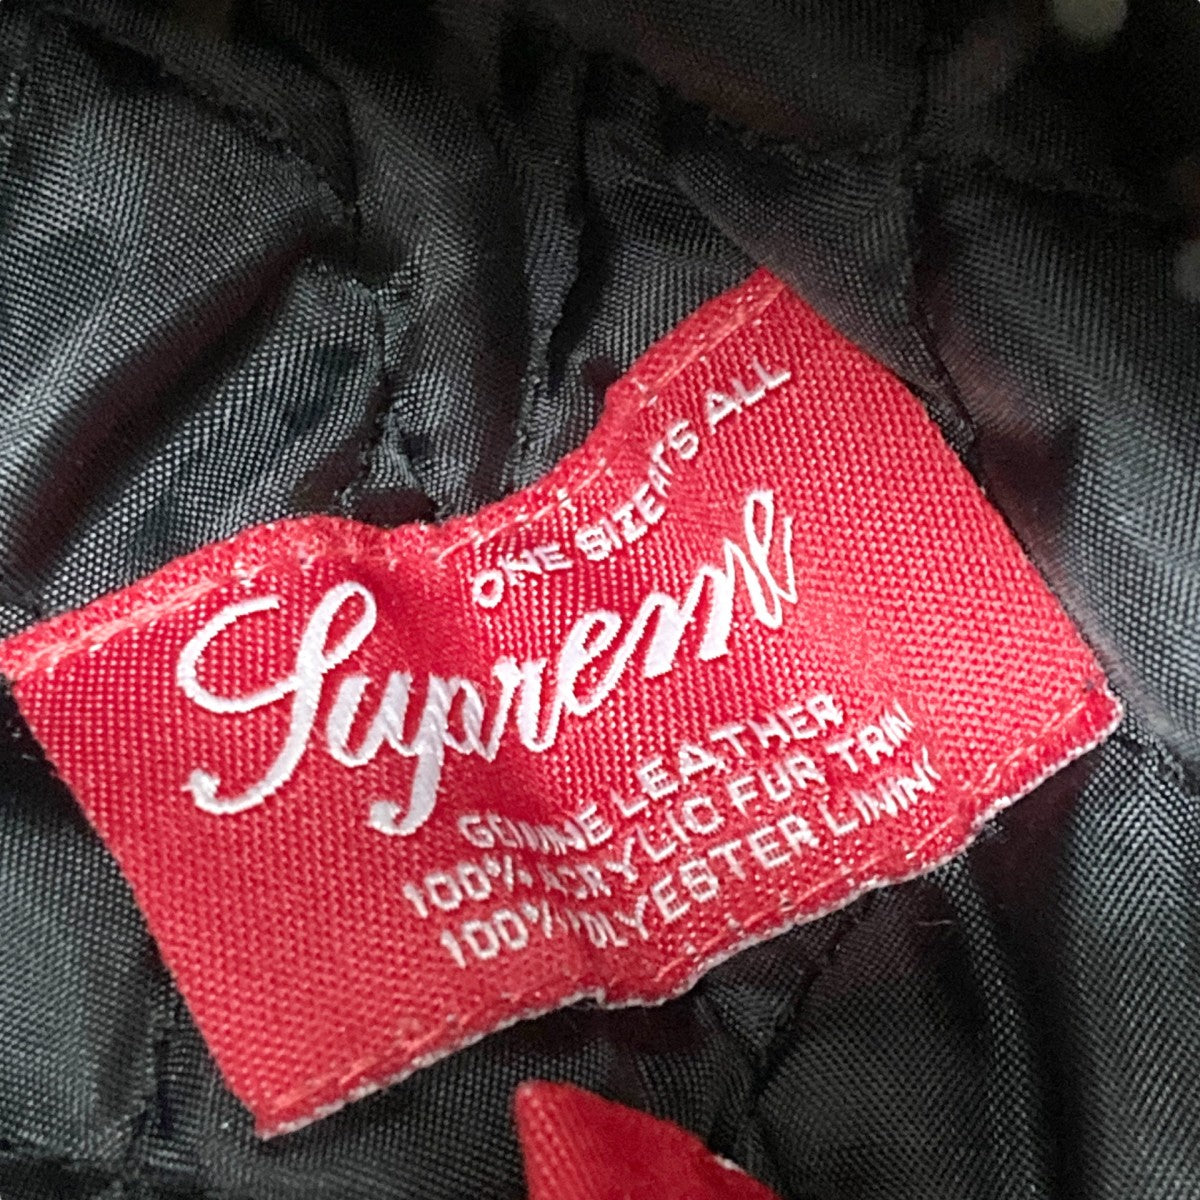 ONE SIZE FITS ALL
Supreme
GENUINE LEATHER
100% ACRYLIC FUR TRIM
100% POLYESTER LINING